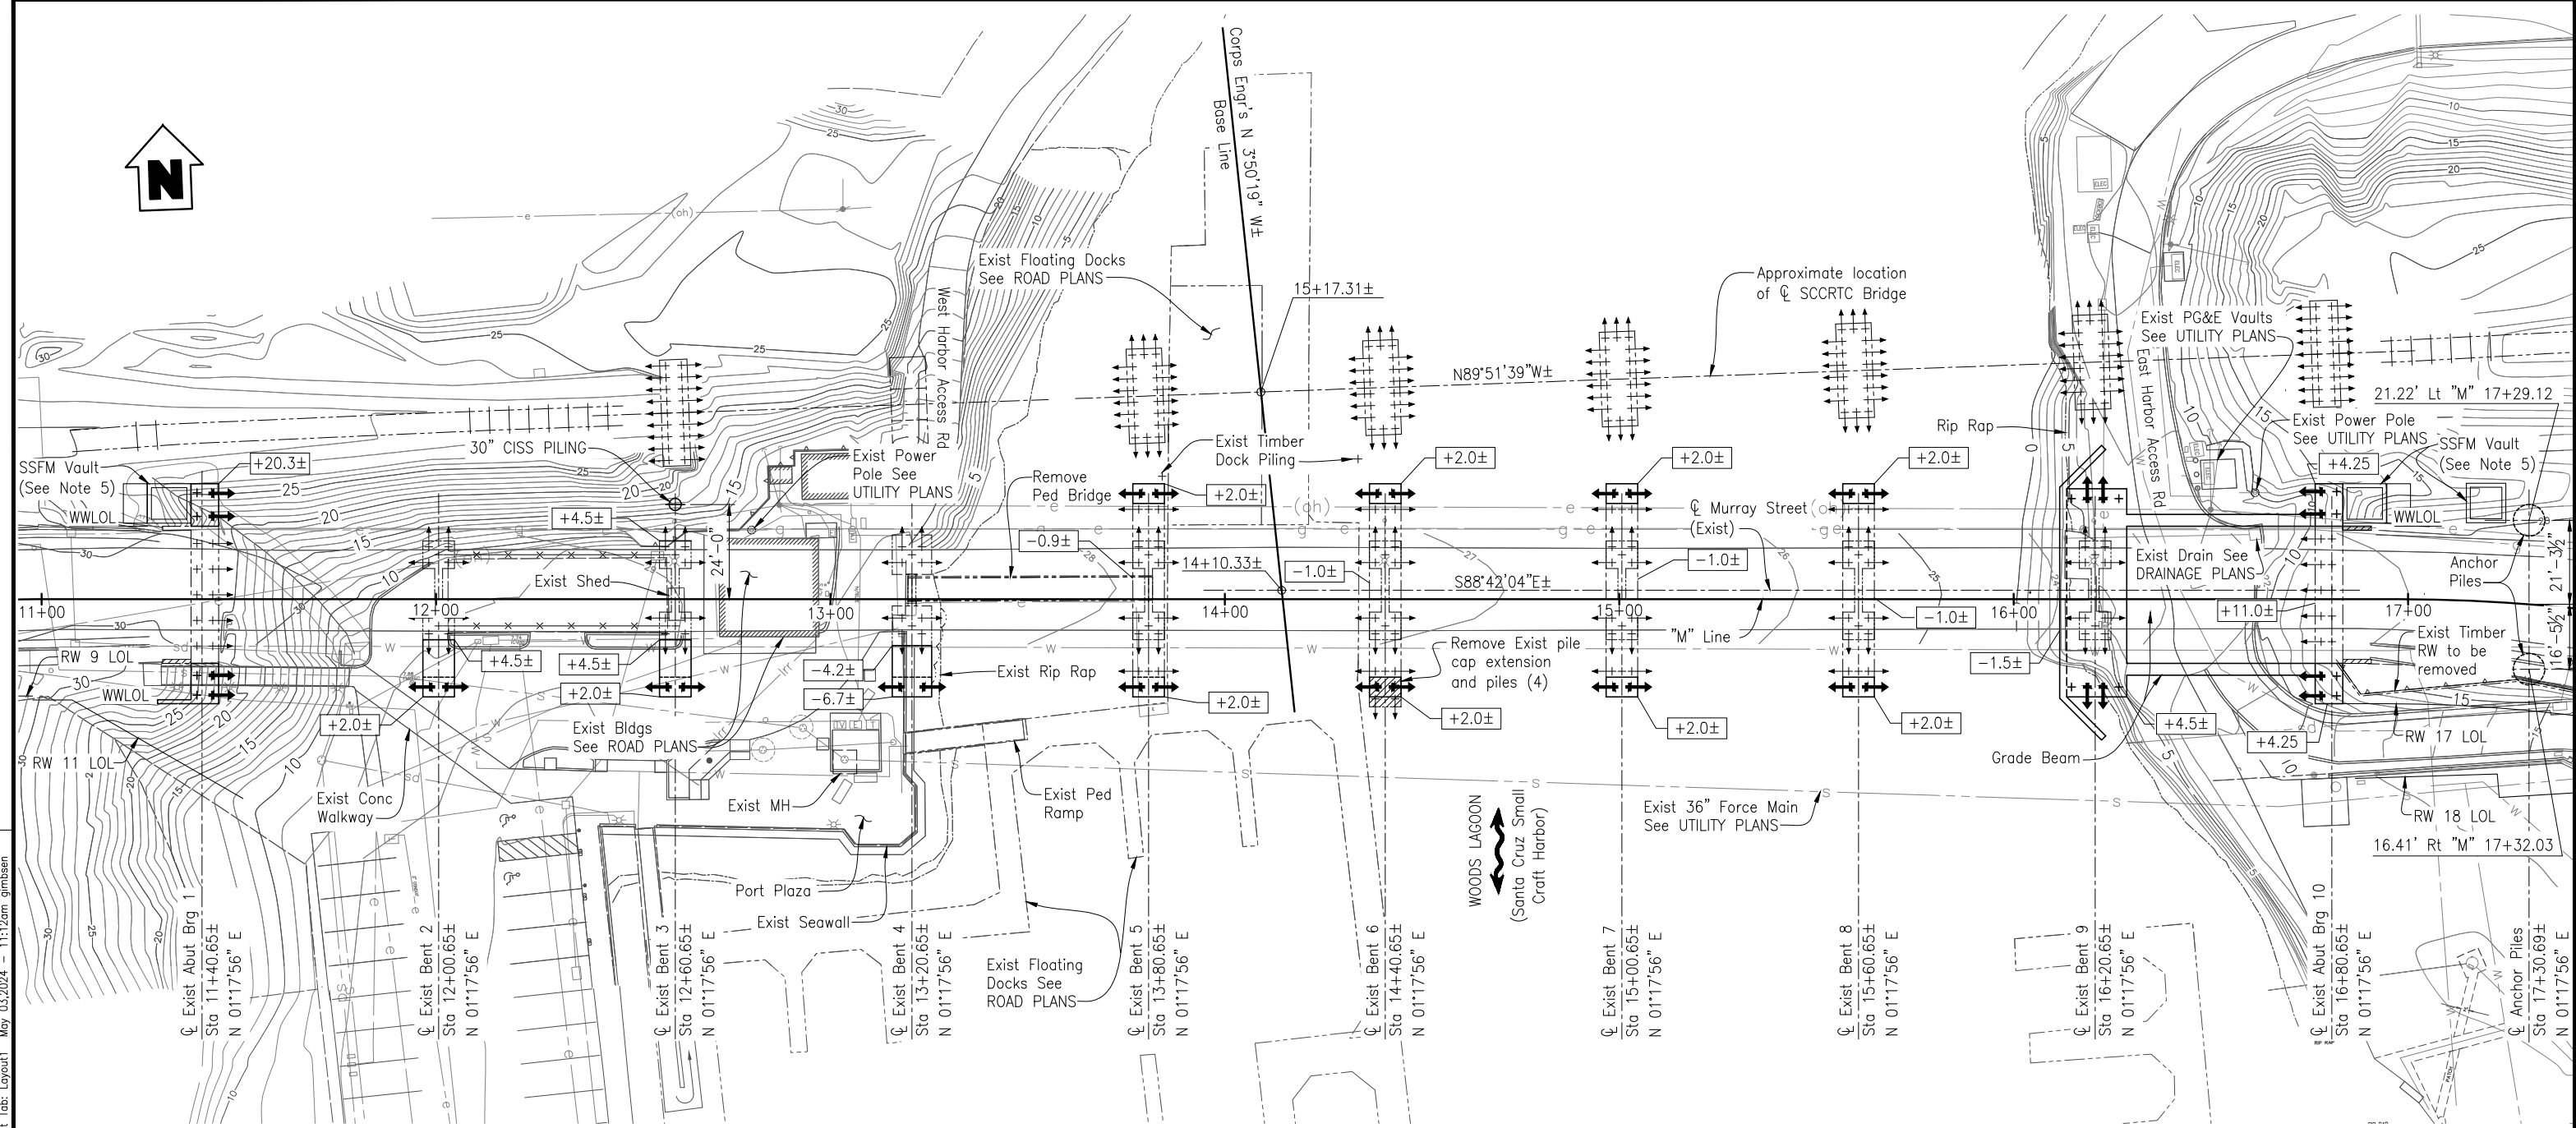 N
Corps Engr's N 3°50'19" W±
Base Line
Exist Floating Docks
See ROAD PLANS
15+17.31±
Approximate location
of ℄ SCCRTC Bridge
N89°51'39"W±
West Harbor Access Rd
East Harbor Access Rd
Exist PG&E Vaults
See UTILITY PLANS
21.22' Lt "M" 17+29.12
Rip Rap
Exist Power Pole
See UTILITY PLANS
SSFM Vault
(See Note 5)
+4.25
WWLOL
SSFM Vault
(See Note 5)
WWLOL
+20.3±
30" CISS PILING
Exist Power
Pole See
UTILITY PLANS
Exist Timber
Dock Piling
Remove
Ped Bridge
+2.0±
+2.0±
+2.0±
+2.0±
+4.5±
24'-0"
-0.9±
14+10.33±
-1.0±
S88°42'04"E±
℄ Murray Street
(Exist)
-1.0±
-1.0±
"M" Line
Exist Shed
Exist Drain See
DRAINAGE PLANS
Anchor
Piles
21'-3½"
16'-5½"
11+00
12+00
13+00
14+00
15+00
16+00
17+00
+11.0±
RW 9 LOL
WWLOL
RW 11 LOL
+4.5±
+4.5±
+2.0±
+2.0±
-4.2±
-6.7±
Exist Rip Rap
Remove Exist pile
cap extension
and piles (4)
-1.5±
Exist Timber
RW to be
removed
+2.0±
+2.0±
+2.0±
+2.0±
+4.5±
+4.25
RW 17 LOL
Grade Beam
Exist Bldgs
See ROAD PLANS
Exist Conc
Walkway
Exist MH
Exist Ped
Ramp
Port Plaza
Exist Seawall
WOODS LAGOON
(Santa Cruz Small
Craft Harbor)
Exist 36" Force Main
See UTILITY PLANS
RW 18 LOL
16.41' Rt "M" 17+32.03
Exist Floating
Docks See
ROAD PLANS
℄ Exist Abut Brg 1
Sta 11+40.65±
N 01°17'56" E
℄ Exist Bent 2
Sta 12+00.65±
N 01°17'56" E
℄ Exist Bent 3
Sta 12+60.65±
N 01°17'56" E
℄ Exist Bent 4
Sta 13+20.65±
N 01°17'56" E
℄ Exist Bent 5
Sta 13+80.65±
N 01°17'56" E
℄ Exist Bent 6
Sta 14+40.65±
N 01°17'56" E
℄ Exist Bent 7
Sta 15+00.65±
N 01°17'56" E
℄ Exist Bent 8
Sta 15+60.65±
N 01°17'56" E
℄ Exist Bent 9
Sta 16+20.65±
N 01°17'56" E
℄ Exist Abut Brg 10
Sta 16+80.65±
N 01°17'56" E
℄ Anchor Piles
Sta 17+30.69±
N 01°17'56" E
Tab: Layout1 May 03,2024 - 11:12am gimbsen